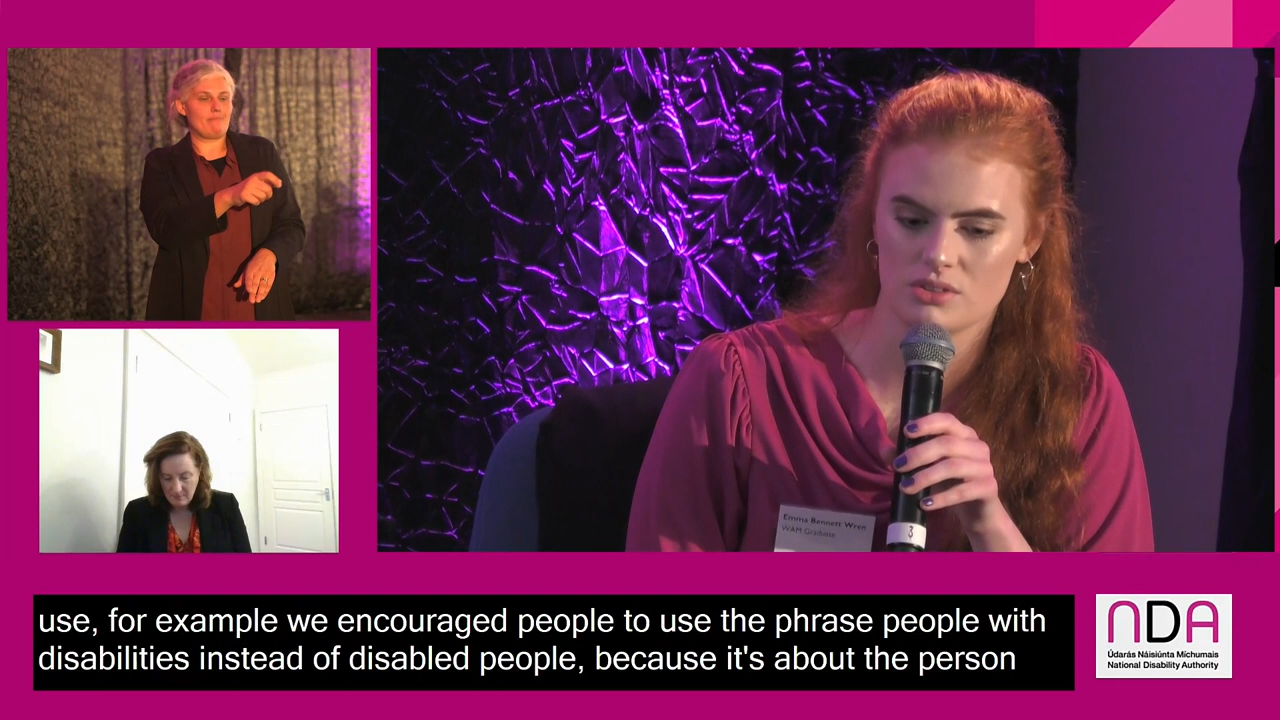 Emma Bennett Wren
WAM Graduate
3
use, for example we encouraged people to use the phrase people with
disabilities instead of disabled people, because it's about the person
NDA
Údarás Náisiúnta Míchumais
National Disability Authority